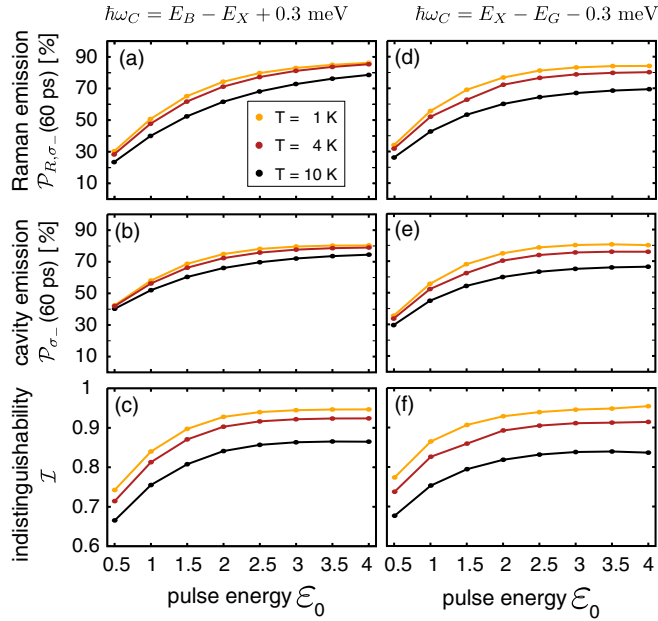 ℏω_C = E_B − E_X + 0.3 meV
ℏω_C = E_X − E_G − 0.3 meV
Raman emission
𝒫_{R,σ_−}(60 ps) [%]
90
70
50
30
10
(a)
T = 1 K
T = 4 K
T = 10 K
(d)
cavity emission
𝒫_{σ_−}(60 ps) [%]
90
70
50
30
10
(b)
(e)
indistinguishability
ℐ
1
0.9
0.8
0.7
0.6
(c)
(f)
0.5 1 1.5 2 2.5 3 3.5 4
0.5 1 1.5 2 2.5 3 3.5 4
pulse energy ℰ_0
pulse energy ℰ_0